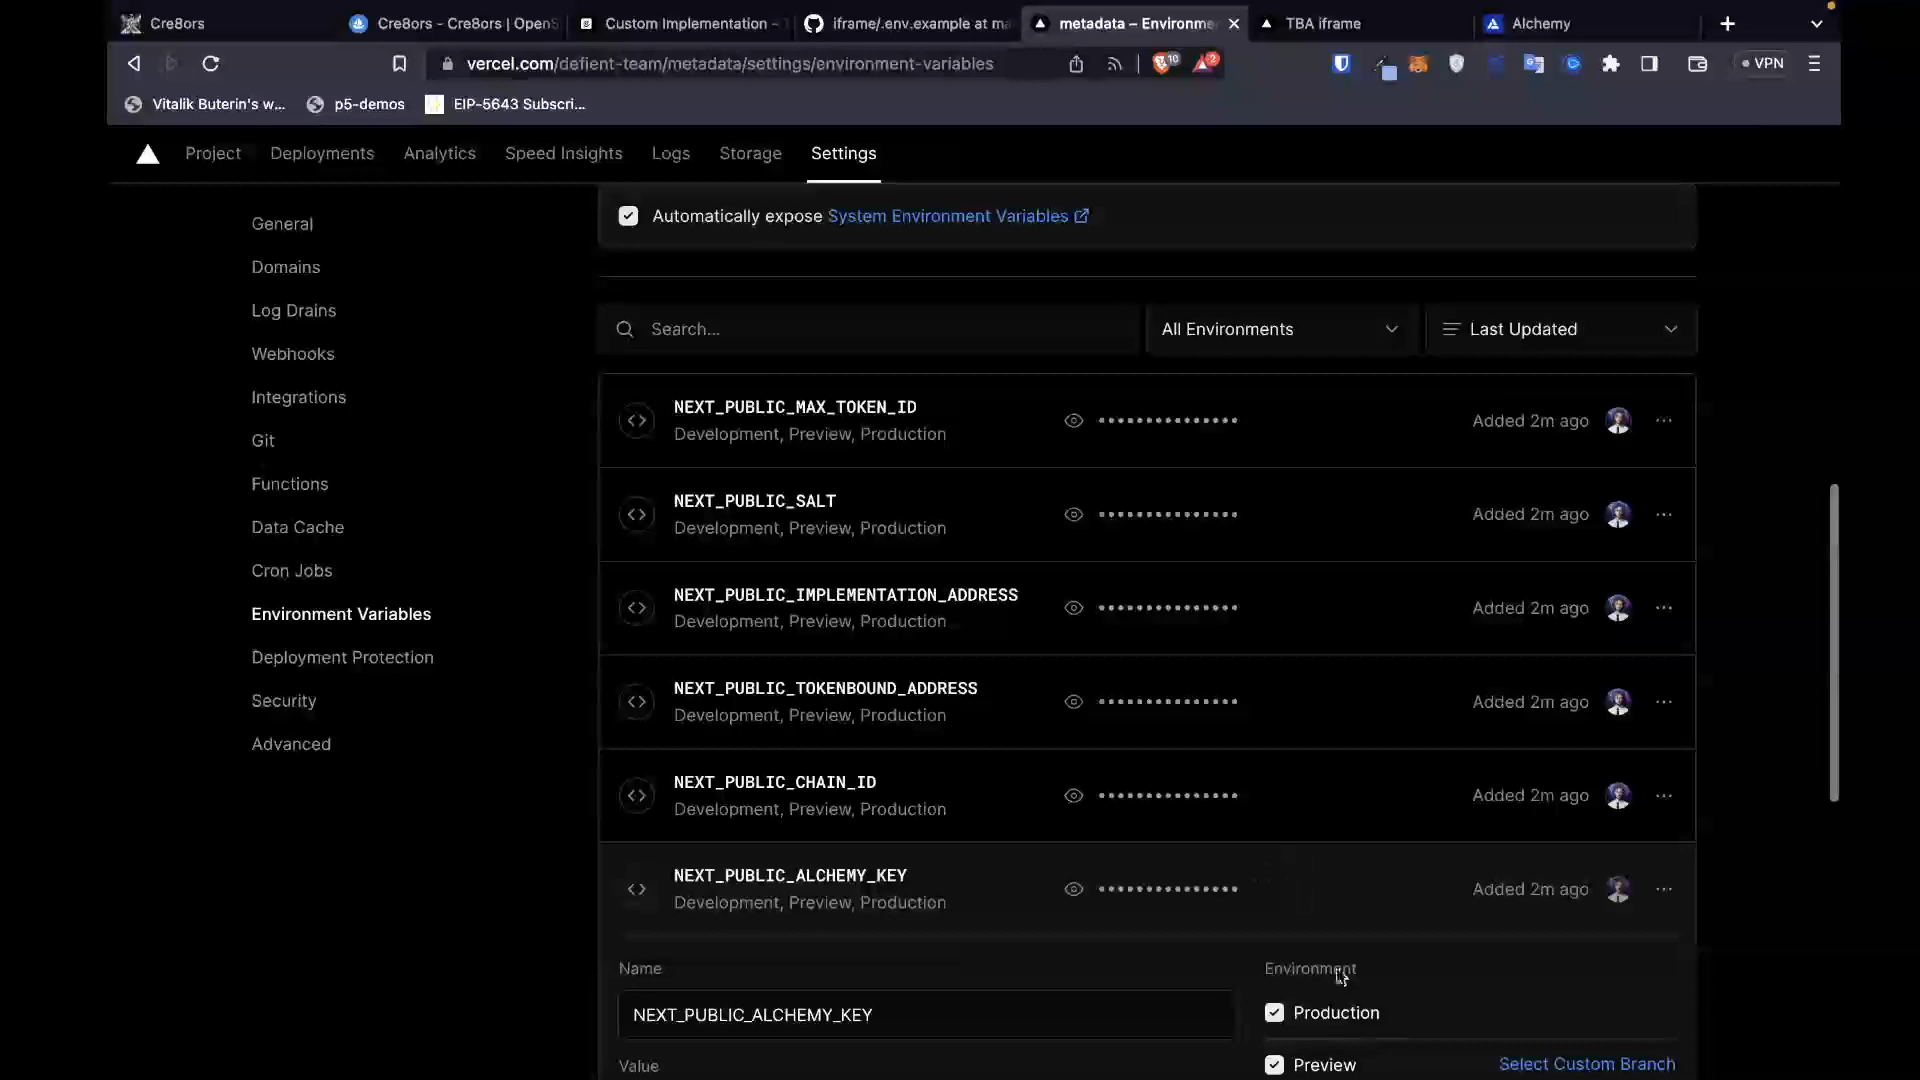 Cre8ors
Cre8ors - Cre8ors | OpenS
Custom Implementation -
iframe/.env.example at ma
metadata – Environme
TBA iframe
Alchemy
vercel.com/defient-team/metadata/settings/environment-variables
10
2
VPN
Vitalik Buterin's w...
p5-demos
EIP-5643 Subscri...
Project
Deployments
Analytics
Speed Insights
Logs
Storage
Settings
General
Domains
Log Drains
Webhooks
Integrations
Git
Functions
Data Cache
Cron Jobs
Environment Variables
Deployment Protection
Security
Advanced
Automatically expose System Environment Variables
Search...
All Environments
Last Updated
NEXT_PUBLIC_MAX_TOKEN_ID
Development, Preview, Production
Added 2m ago
NEXT_PUBLIC_SALT
Development, Preview, Production
Added 2m ago
NEXT_PUBLIC_IMPLEMENTATION_ADDRESS
Development, Preview, Production
Added 2m ago
NEXT_PUBLIC_TOKENBOUND_ADDRESS
Development, Preview, Production
Added 2m ago
NEXT_PUBLIC_CHAIN_ID
Development, Preview, Production
Added 2m ago
NEXT_PUBLIC_ALCHEMY_KEY
Development, Preview, Production
Added 2m ago
Name
NEXT_PUBLIC_ALCHEMY_KEY
Value
Environment
Production
Preview
Select Custom Branch